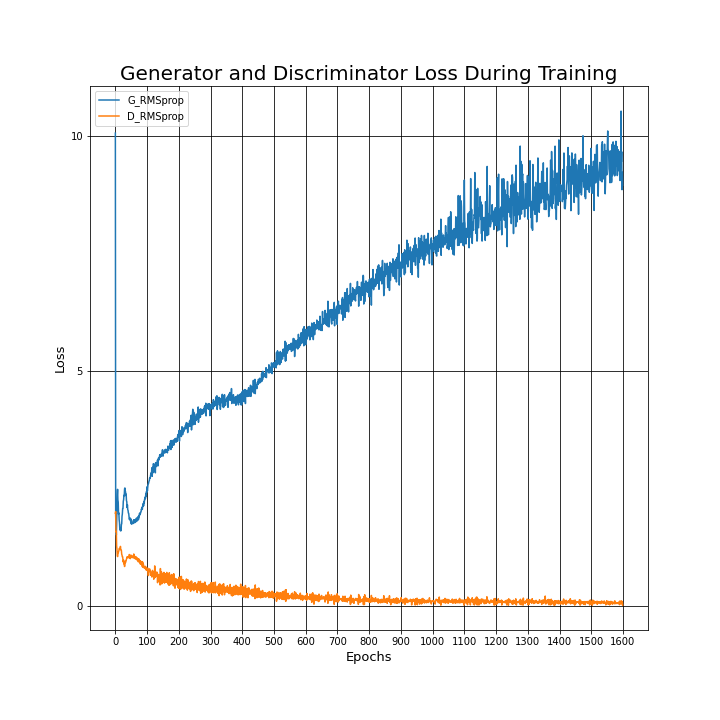 Generator and Discriminator Loss During Training
G_RMSprop
D_RMSprop
10
5
0
Loss
0 100 200 300 400 500 600 700 800 900 1000 1100 1200 1300 1400 1500 1600
Epochs